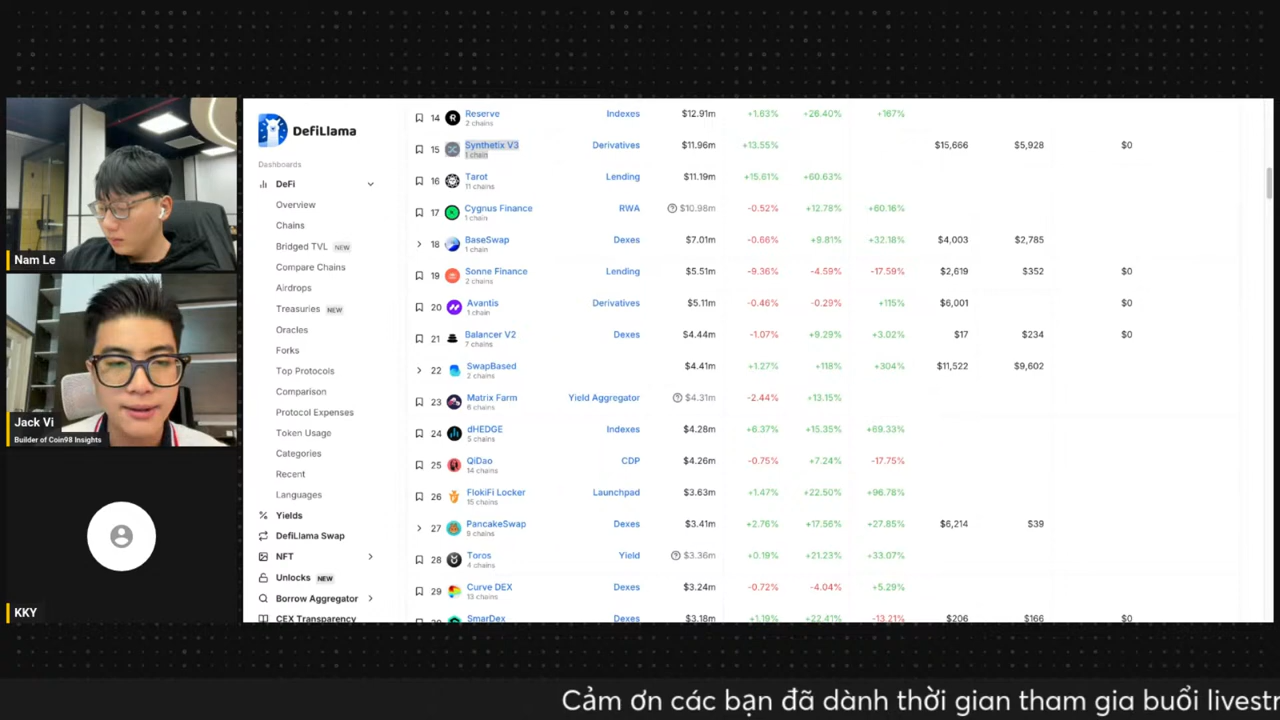 Nam Le
Jack Vi
Builder of Coin98 Insights
KKY
DefiLlama
Dashboards
DeFi
Overview
Chains
Bridged TVL NEW
Compare Chains
Airdrops
Treasuries NEW
Oracles
Forks
Top Protocols
Comparison
Protocol Expenses
Token Usage
Categories
Recent
Languages
Yields
DefiLlama Swap
NFT
Unlocks NEW
Borrow Aggregator
CEX Transparency
14 Reserve Indexes $12.91m +1.63% +26.40% +167%
2 chains
15 Synthetix V3 Derivatives $11.96m +13.55% $15,666 $5,928 $0
1 chain
16 Tarot Lending $11.19m +15.61% +60.63%
11 chains
17 Cygnus Finance RWA $10.98m -0.52% +12.78% +60.16%
1 chain
18 BaseSwap Dexes $7.01m -0.66% +9.81% +32.18% $4,003 $2,785
1 chain
19 Sonne Finance Lending $5.51m -9.36% -4.59% -17.59% $2,619 $352 $0
2 chains
20 Avantis Derivatives $5.11m -0.46% -0.29% +115% $6,001 $0
1 chain
21 Balancer V2 Dexes $4.44m -1.07% +9.29% +3.02% $17 $234 $0
7 chains
22 SwapBased $4.41m +1.27% +118% +304% $11,522 $9,602
2 chains
23 Matrix Farm Yield Aggregator $4.31m -2.44% +13.15%
6 chains
24 dHEDGE Indexes $4.28m +6.37% +15.35% +69.33%
5 chains
25 QiDao CDP $4.26m -0.75% +7.24% -17.75%
14 chains
26 FlokiFi Locker Launchpad $3.63m +1.47% +22.50% +96.78%
15 chains
27 PancakeSwap Dexes $3.41m +2.76% +17.56% +27.85% $6,214 $39
9 chains
28 Toros Yield $3.36m +0.19% +21.23% +33.07%
4 chains
29 Curve DEX Dexes $3.24m -0.72% -4.04% +5.29%
13 chains
SmarDex Dexes $3.18m +1.19% +22.41% -13.21% $206 $166 $0
Cảm ơn các bạn đã dành thời gian tham gia buổi livestr